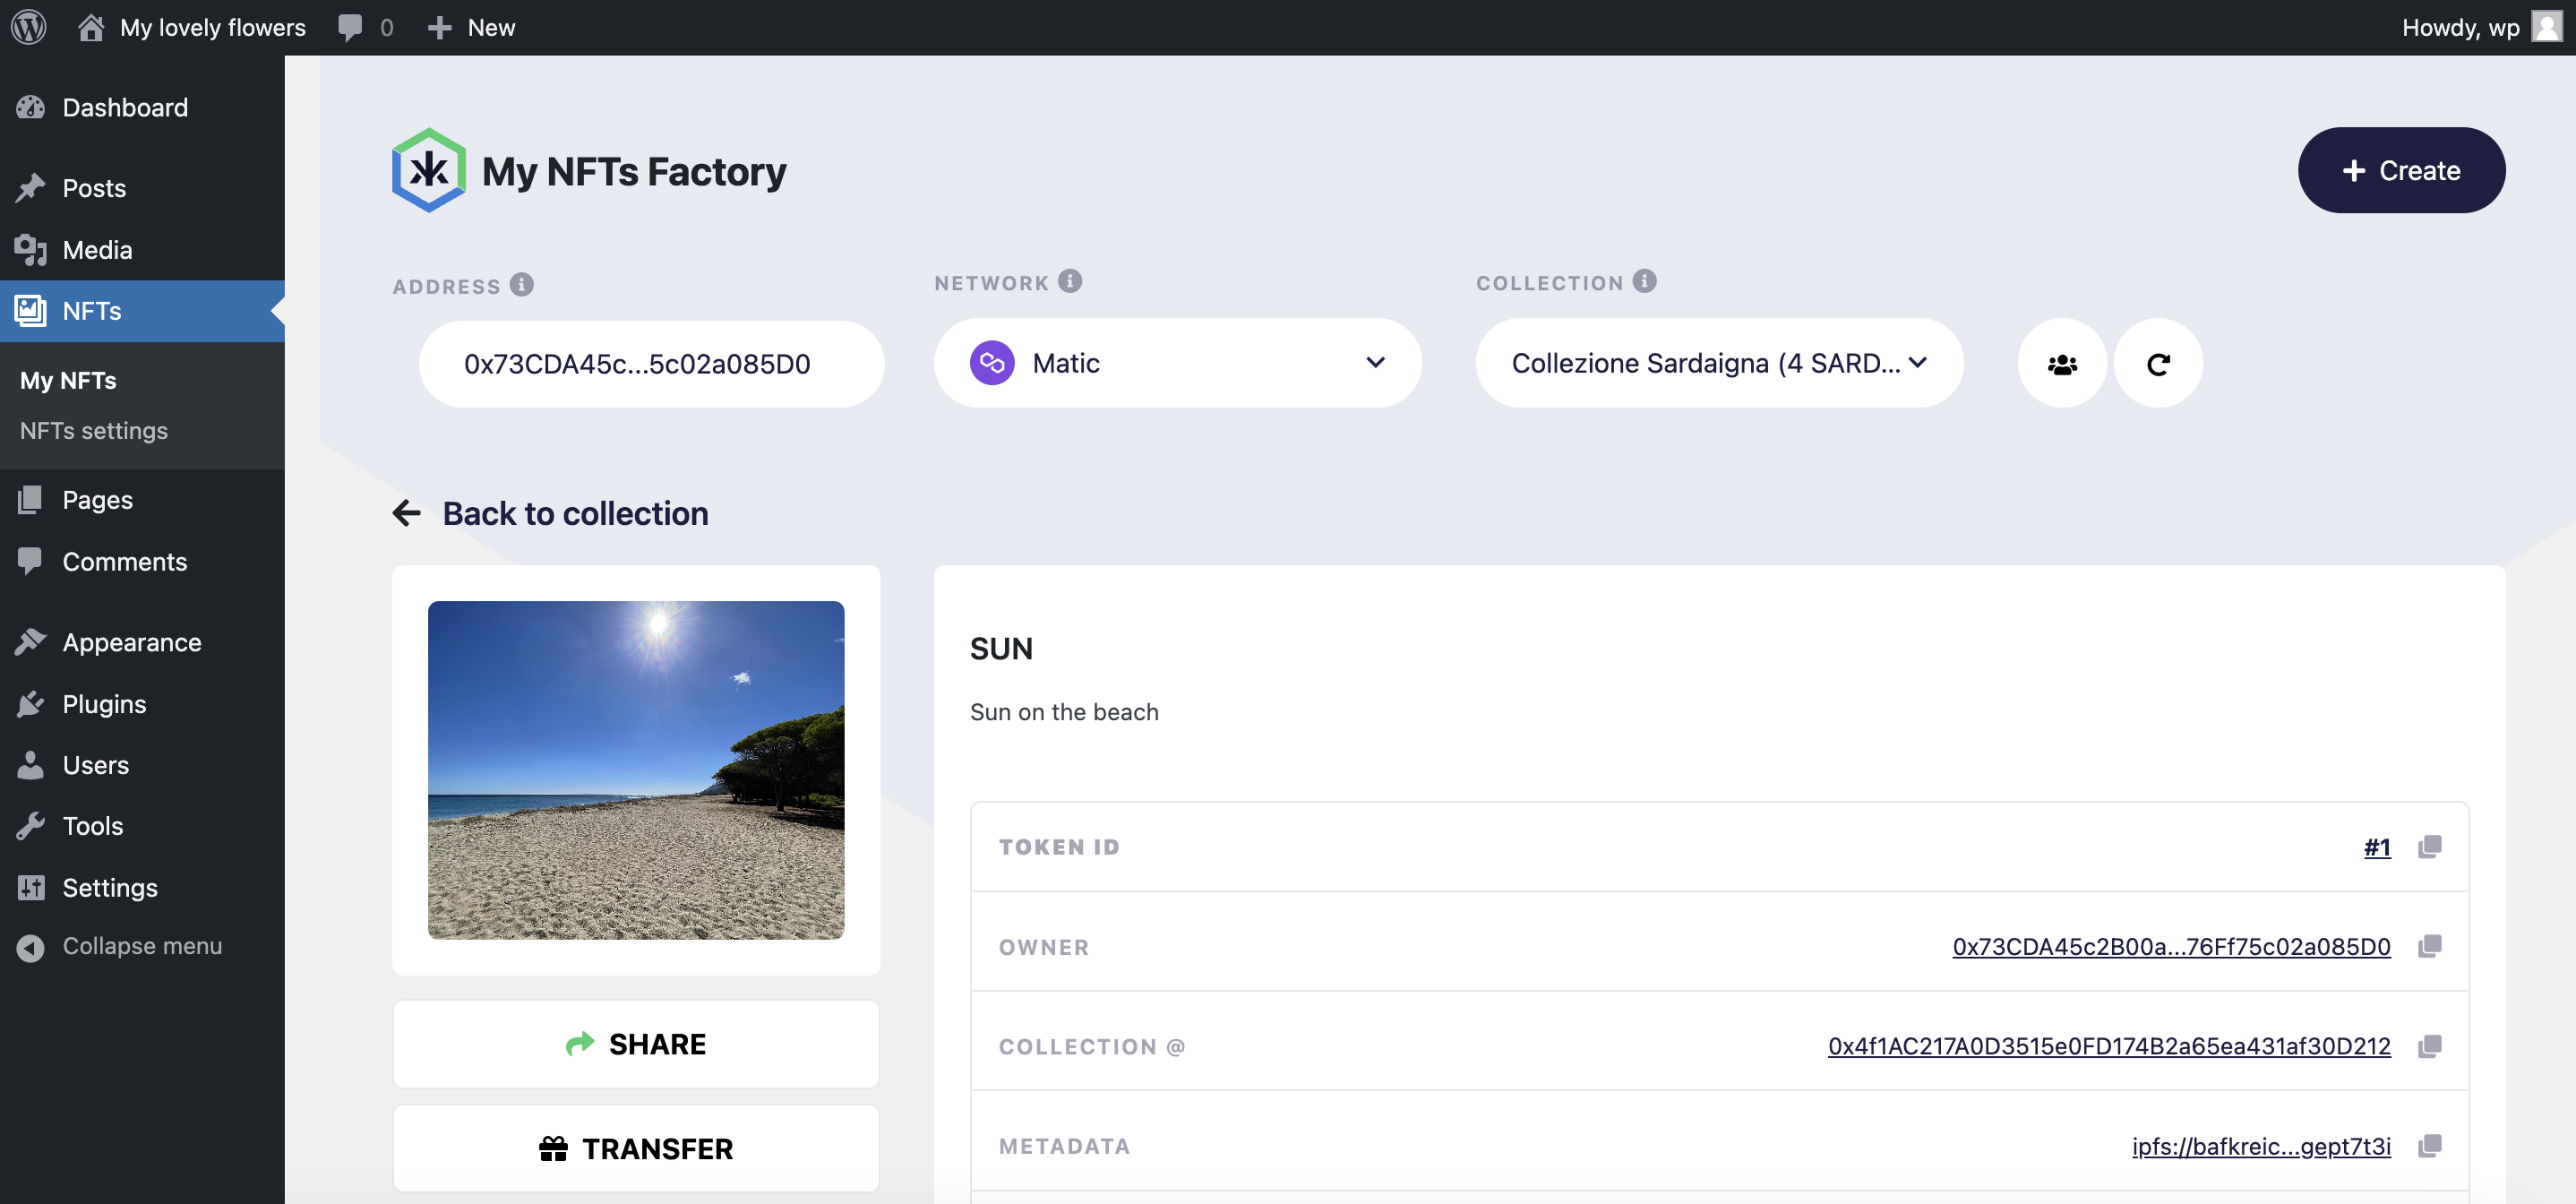 My lovely flowers 0 New Howdy, wp
Dashboard
Posts
Media
NFTs
My NFTs
NFTs settings
Pages
Comments
Appearance
Plugins
Users
Tools
Settings
Collapse menu
My NFTs Factory
Create
ADDRESS
NETWORK
COLLECTION
0x73CDA45c...5c02a085D0
Matic
Collezione Sardaigna (4 SARD...
Back to collection
SHARE
TRANSFER
SUN
Sun on the beach
TOKEN ID #1
OWNER 0x73CDA45c2B00a...76Ff75c02a085D0
COLLECTION @ 0x4f1AC217A0D3515e0FD174B2a65ea431af30D212
METADATA ipfs://bafkreic...gept7t3i